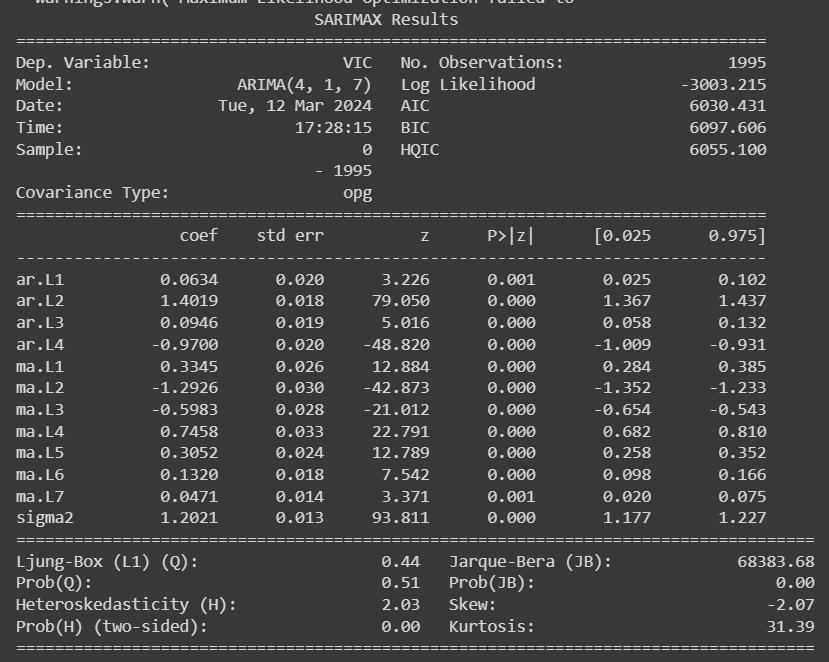 warnings.warn("Maximum Likelihood optimization failed to "
SARIMAX Results
==============================================================================
Dep. Variable: VIC No. Observations: 1995
Model: ARIMA(4, 1, 7) Log Likelihood -3003.215
Date: Tue, 12 Mar 2024 AIC 6030.431
Time: 17:28:15 BIC 6097.606
Sample: 0 HQIC 6055.100
- 1995
Covariance Type: opg
==============================================================================
coef std err z P>|z| [0.025 0.975]
------------------------------------------------------------------------------
ar.L1 0.0634 0.020 3.226 0.001 0.025 0.102
ar.L2 1.4019 0.018 79.050 0.000 1.367 1.437
ar.L3 0.0946 0.019 5.016 0.000 0.058 0.132
ar.L4 -0.9700 0.020 -48.820 0.000 -1.009 -0.931
ma.L1 0.3345 0.026 12.884 0.000 0.284 0.385
ma.L2 -1.2926 0.030 -42.873 0.000 -1.352 -1.233
ma.L3 -0.5983 0.028 -21.012 0.000 -0.654 -0.543
ma.L4 0.7458 0.033 22.791 0.000 0.682 0.810
ma.L5 0.3052 0.024 12.789 0.000 0.258 0.352
ma.L6 0.1320 0.018 7.542 0.000 0.098 0.166
ma.L7 0.0471 0.014 3.371 0.001 0.020 0.075
sigma2 1.2021 0.013 93.811 0.000 1.177 1.227
===================================================================================
Ljung-Box (L1) (Q): 0.44 Jarque-Bera (JB): 68383.68
Prob(Q): 0.51 Prob(JB): 0.00
Heteroskedasticity (H): 2.03 Skew: -2.07
Prob(H) (two-sided): 0.00 Kurtosis: 31.39
===================================================================================